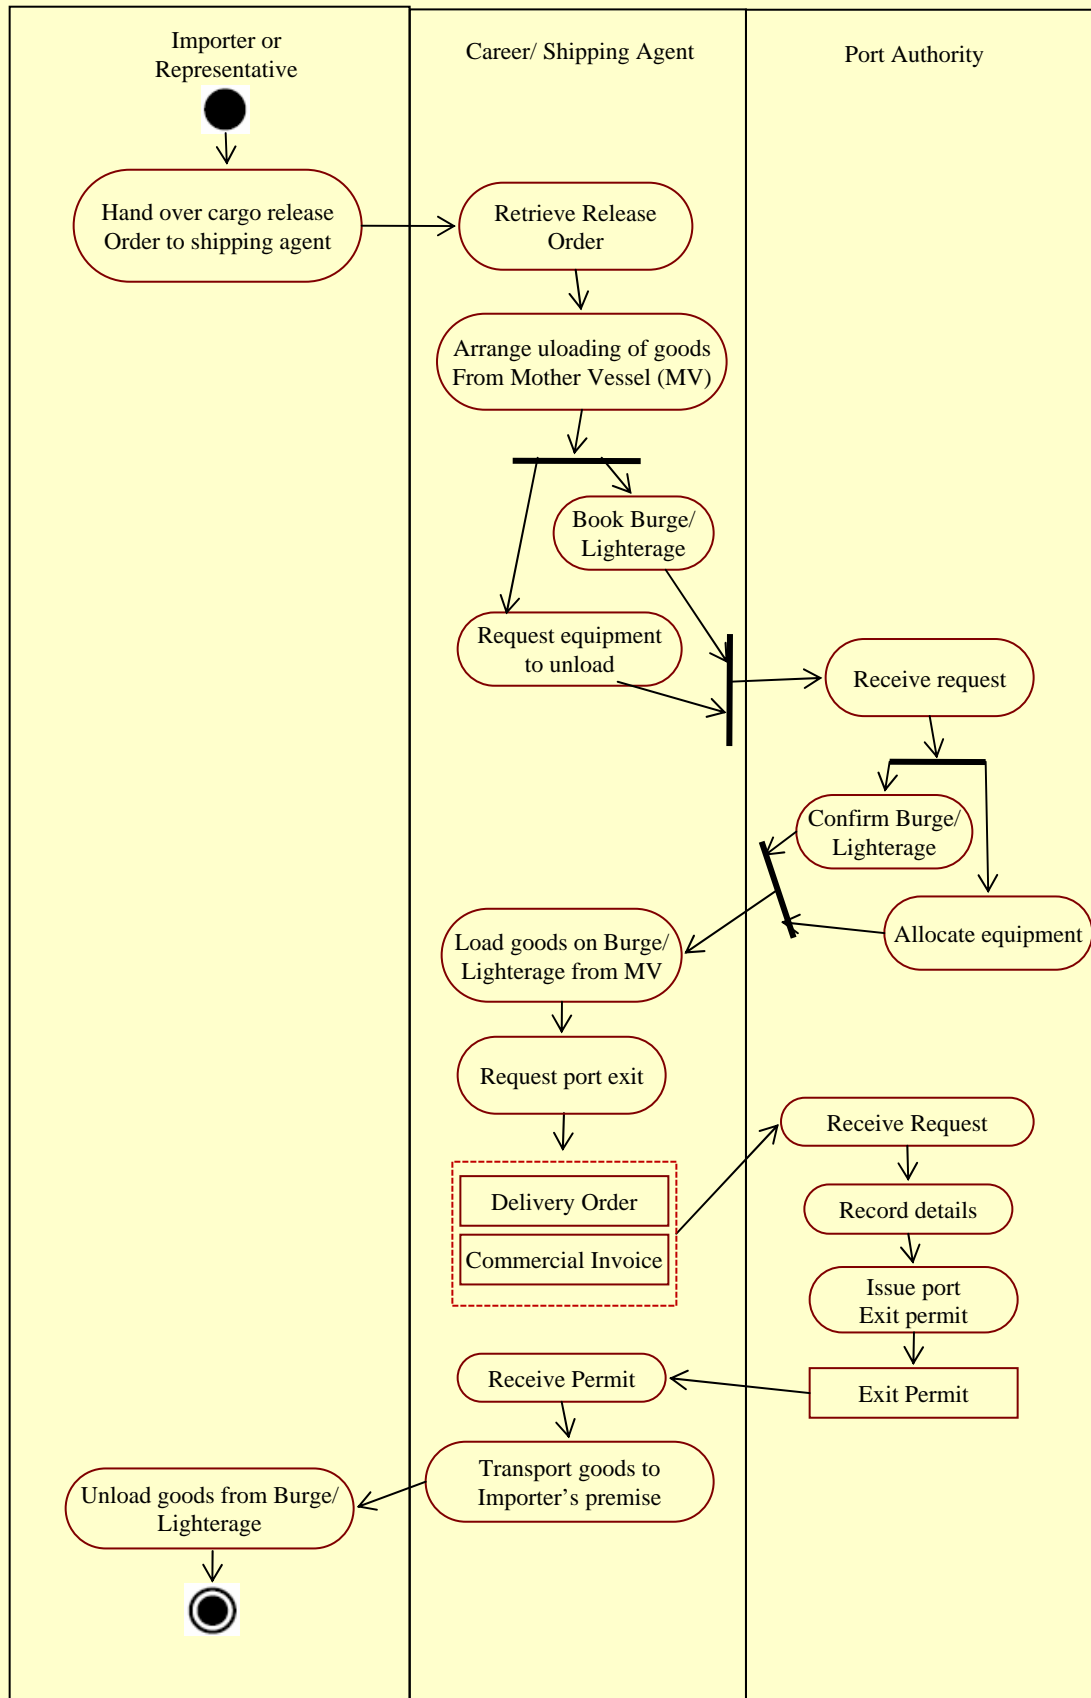 Importer or
Representative
Career/ Shipping Agent
Port Authority
Hand over cargo release
Order to shipping agent
Retrieve Release
Order
Arrange uloading of goods
From Mother Vessel (MV)
Book Burge/
Lighterage
Request equipment
to unload
Receive request
Confirm Burge/
Lighterage
Allocate equipment
Load goods on Burge/
Lighterage from MV
Request port exit
Receive Request
Delivery Order
Record details
Commercial Invoice
Issue port
Exit permit
Receive Permit
Exit Permit
Transport goods to
Importer’s premise
Unload goods from Burge/
Lighterage